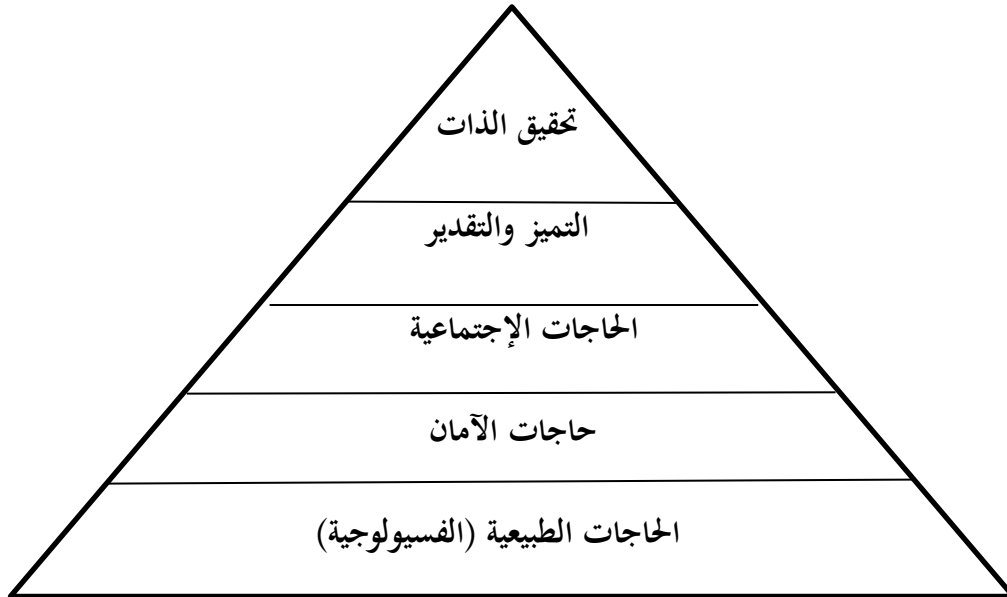 تحقيق الذات
التميز والتقدير
الحاجات الإجتماعية
حاجات الآمان
الحاجات الطبيعية (الفسيولوجية)